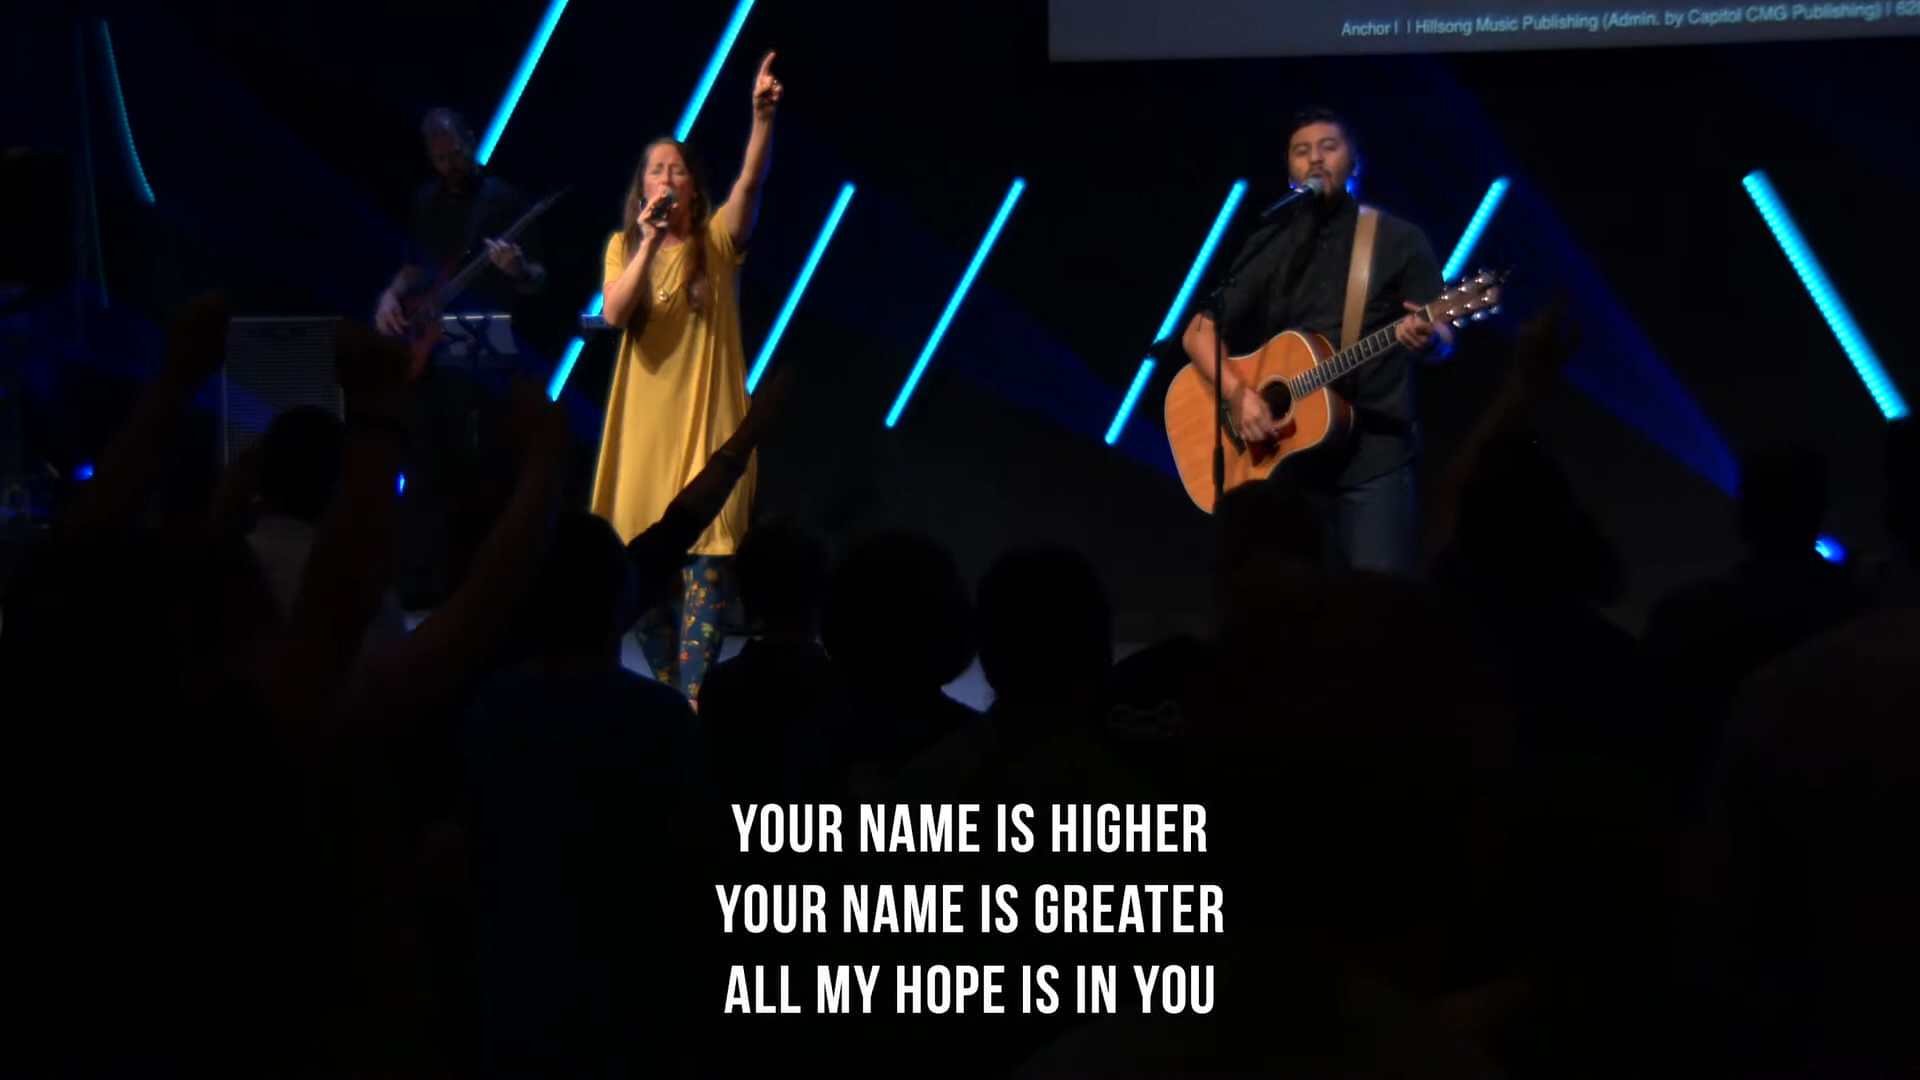 Anchor | | Hillsong Music Publishing (Admin. by Capitol CMG Publishing) | 628
YOUR NAME IS HIGHER
YOUR NAME IS GREATER
ALL MY HOPE IS IN YOU